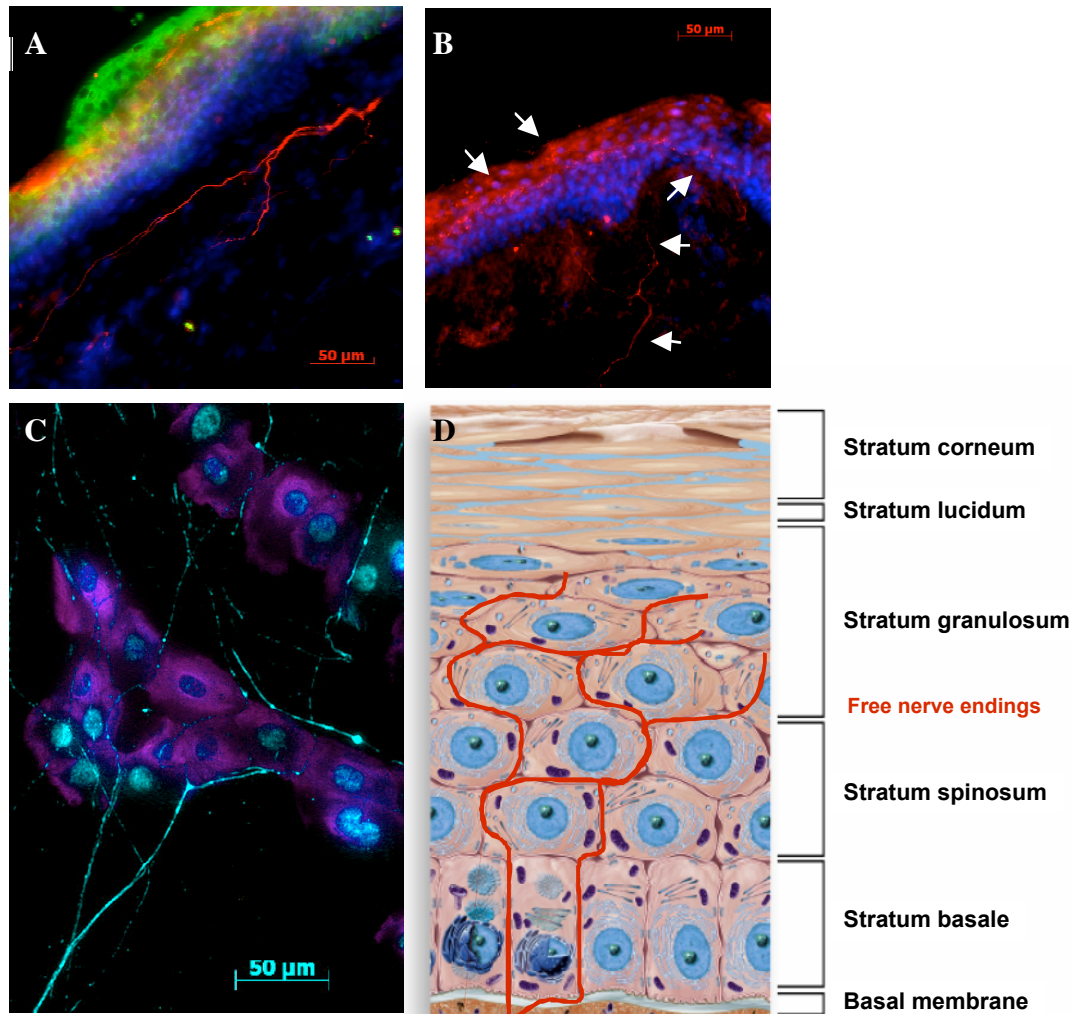 A
50 µm
B
50 µm
C
50 µm
D
Stratum corneum
Stratum lucidum
Stratum granulosum
Free nerve endings
Stratum spinosum
Stratum basale
Basal membrane